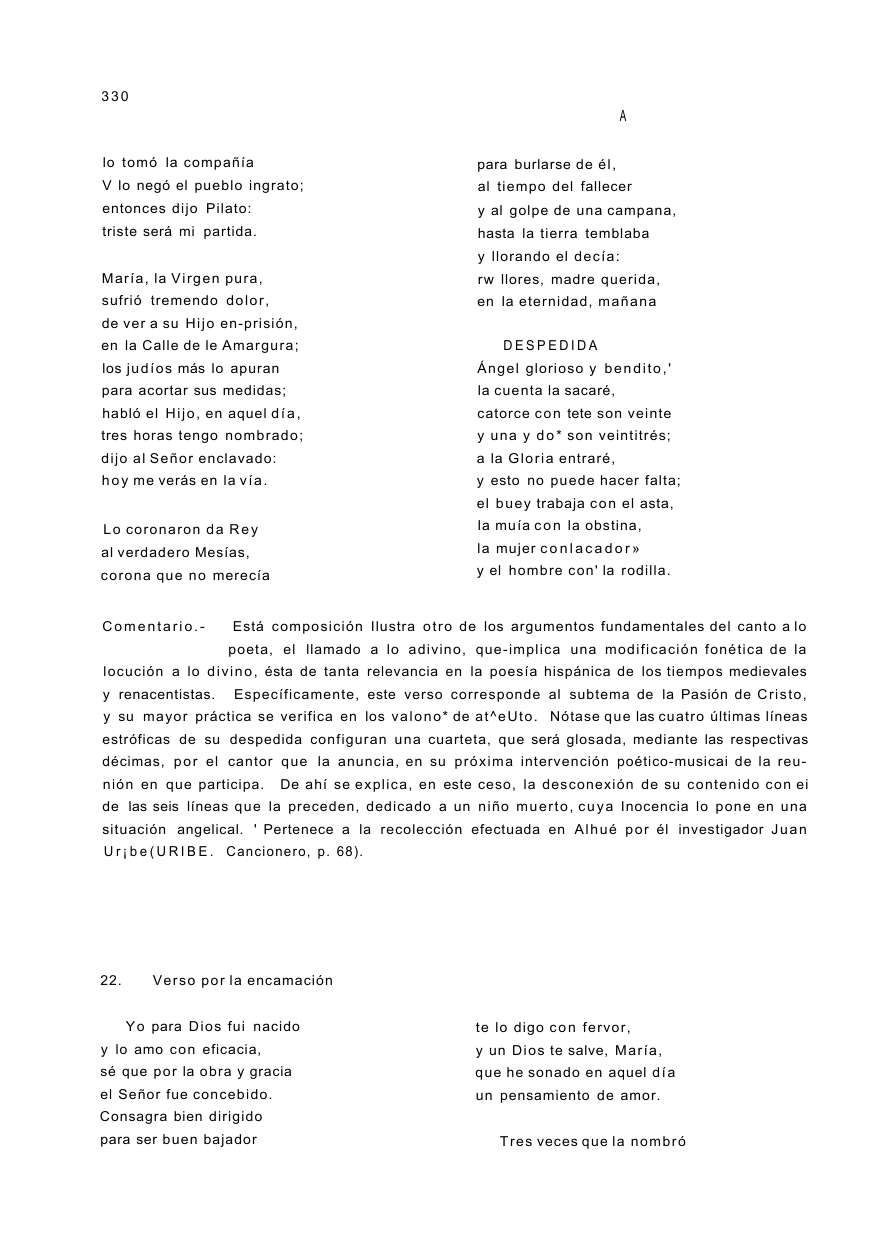 330
A
lo tomó la compañía
V lo negó el pueblo ingrato;
entonces dijo Pilato:
triste será mi partida.
María, la Virgen pura,
sufrió tremendo dolor,
de ver a su Hijo en-prisión,
en la Calle de le Amargura;
los judíos más lo apuran
para acortar sus medidas;
habló el Hijo, en aquel día,
tres horas tengo nombrado;
dijo al Señor enclavado:
hoy me verás en la vía.
Lo coronaron da Rey
al verdadero Mesías,
corona que no merecía
para burlarse de él,
al tiempo del fallecer
y al golpe de una campana,
hasta la tierra temblaba
y llorando el decía:
rw llores, madre querida,
en la eternidad, mañana
DESPEDIDA
Ángel glorioso y bendito,'
la cuenta la sacaré,
catorce con tete son veinte
y una y do* son veintitrés;
a la Gloria entraré,
y esto no puede hacer falta;
el buey trabaja con el asta,
la muía con la obstina,
la mujer conlacador»
y el hombre con' la rodilla.
Comentario.- Está composición Ilustra otro de los argumentos fundamentales del canto a lo
poeta, el llamado a lo adivino, que-implica una modificación fonética de la
locución a lo divino, ésta de tanta relevancia en la poesía hispánica de los tiempos medievales
y renacentistas. Específicamente, este verso corresponde al subtema de la Pasión de Cristo,
y su mayor práctica se verifica en los valono* de at^eUto. Nótase que las cuatro últimas líneas
estróficas de su despedida configuran una cuarteta, que será glosada, mediante las respectivas
décimas, por el cantor que la anuncia, en su próxima intervención poético-musicai de la reu-
nión en que participa. De ahí se explica, en este ceso, la desconexión de su contenido con ei
de las seis líneas que la preceden, dedicado a un niño muerto, cuya Inocencia lo pone en una
situación angelical. ' Pertenece a la recolección efectuada en Alhué por él investigador Juan
Ur¡be(URIBE. Cancionero, p. 68).
22. Verso por la encamación
Yo para Dios fui nacido
y lo amo con eficacia,
sé que por la obra y gracia
el Señor fue concebido.
Consagra bien dirigido
para ser buen bajador
te lo digo con fervor,
y un Dios te salve, María,
que he sonado en aquel día
un pensamiento de amor.
Tres veces que la nombró